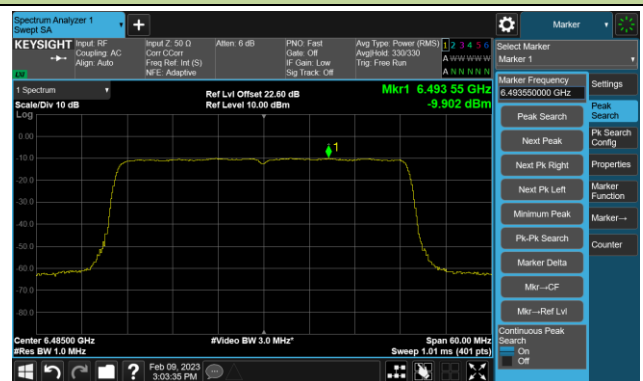 Spectrum Analyzer 1
Swept SA
+
Marker
KEYSIGHT
Input: RF
Coupling: AC
Align: Auto
Input Z: 50 Ω
Corr CCorr
Freq Ref: Int (S)
NFE: Adaptive
Atten: 6 dB
PNO: Fast
Gate: Off
IF Gain: Low
Sig Track: Off
Avg Type: Power (RMS)
Avg|Hold: 330/330
Trig: Free Run
1 2 3 4 5 6
A W W W W W
A N N N N N
Select Marker
Marker 1
1 Spectrum
Scale/Div 10 dB
Log
Ref Lvl Offset 22.60 dB
Ref Level 10.00 dBm
Mkr1 6.493 55 GHz
-9.902 dBm
0.00
-10.0
-20.0
-30.0
-40.0
-50.0
-60.0
-70.0
-80.0
1
Center 6.48500 GHz
#Res BW 1.0 MHz
#Video BW 3.0 MHz*
Span 60.00 MHz
Sweep 1.01 ms (401 pts)
Marker Frequency
6.493550000 GHz
Peak Search
Next Peak
Next Pk Right
Next Pk Left
Minimum Peak
Pk-Pk Search
Marker Delta
Mkr→CF
Mkr→Ref Lvl
Continuous Peak
Search
On
Off
Settings
Peak
Search
Pk Search
Config
Properties
Marker
Function
Marker→
Counter
?
Feb 09, 2023
3:03:35 PM